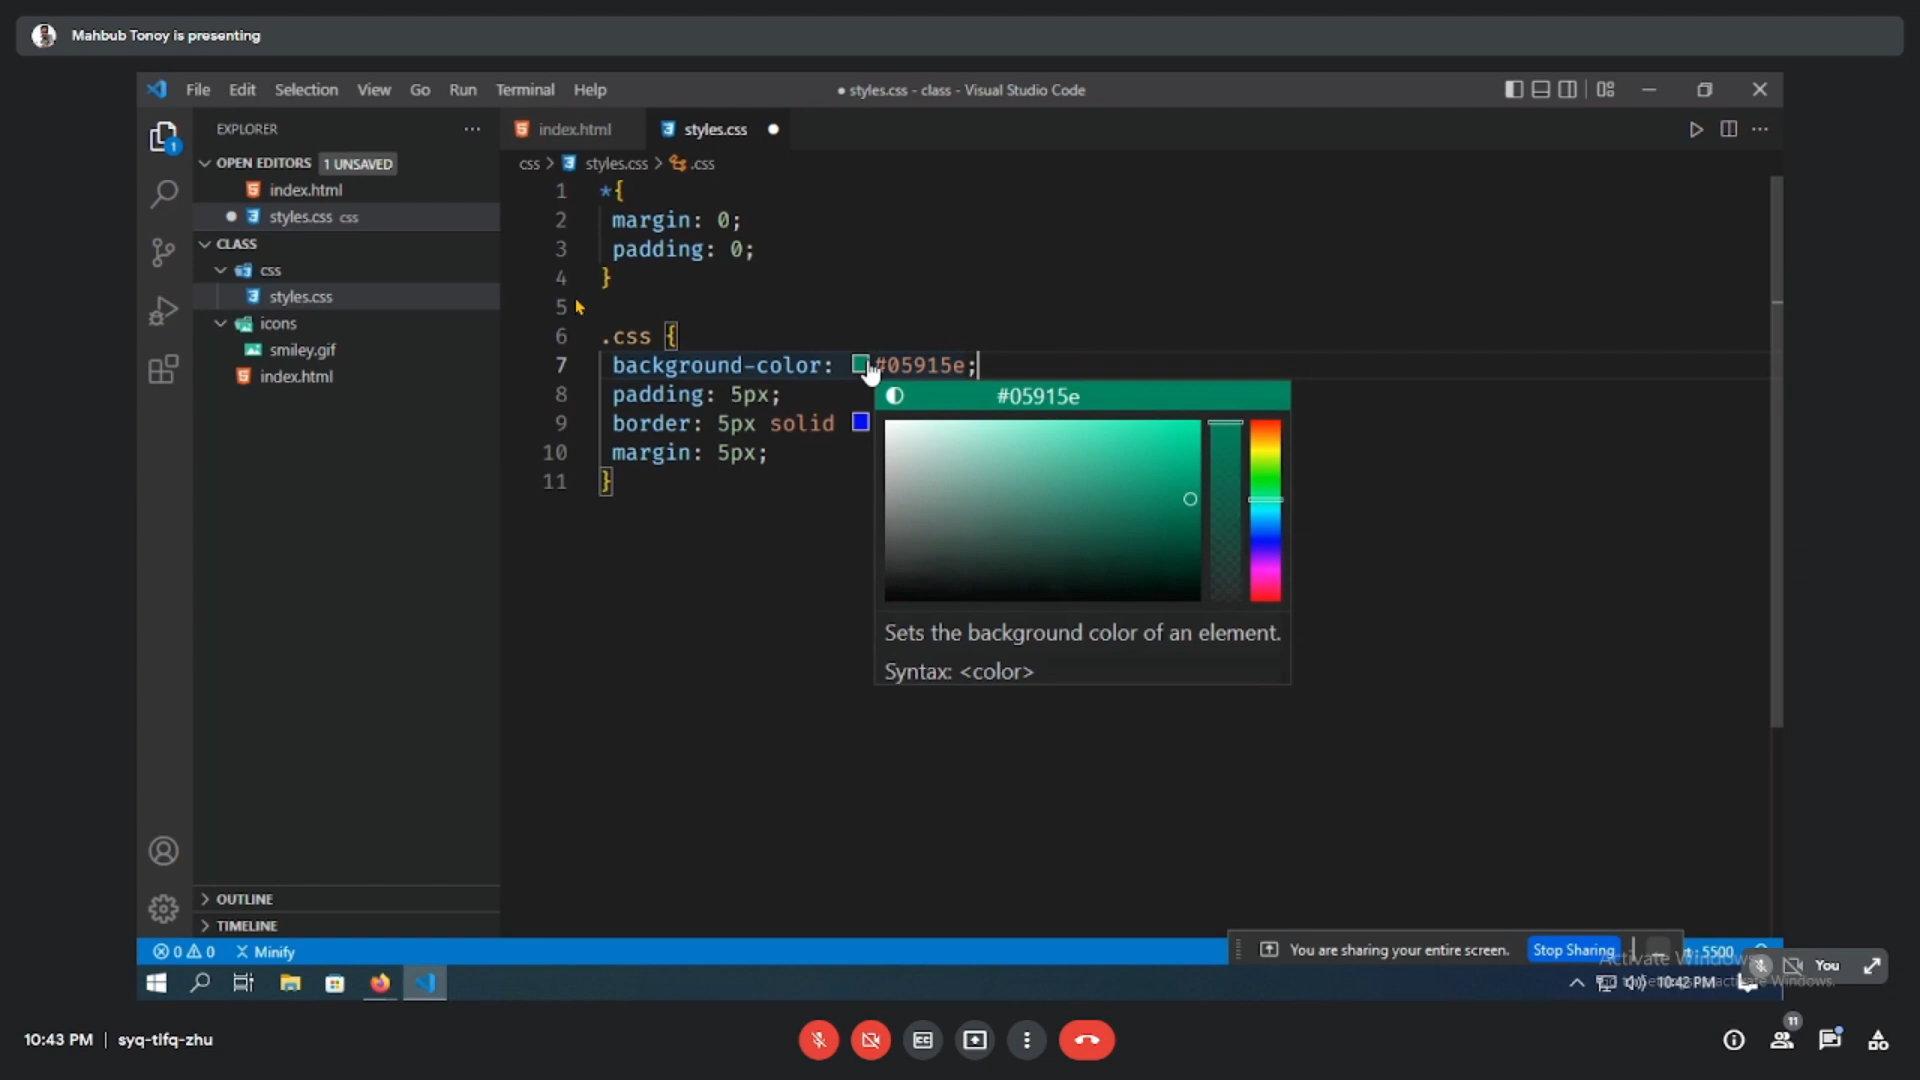 Mahbub Tonoy is presenting
File Edit Selection View Go Run Terminal Help
● styles.css - class - Visual Studio Code
EXPLORER
index.html
styles.css
OPEN EDITORS 1 UNSAVED
index.html
styles.css css
CLASS
css
styles.css
icons
smiley.gif
index.html
OUTLINE
TIMELINE
css > styles.css > .css
1 *{
2 margin: 0;
3 padding: 0;
4 }
5
6 .css {
7 background-color: #05915e;
8 padding: 5px;
9 border: 5px solid
10 margin: 5px;
11 }
#05915e
Sets the background color of an element.
Syntax: <color>
0 0 Minify
You are sharing your entire screen. Stop Sharing
: 5500
Activate Windows
You
10:42 PM
10:43 PM | syq-tlfq-zhu
11